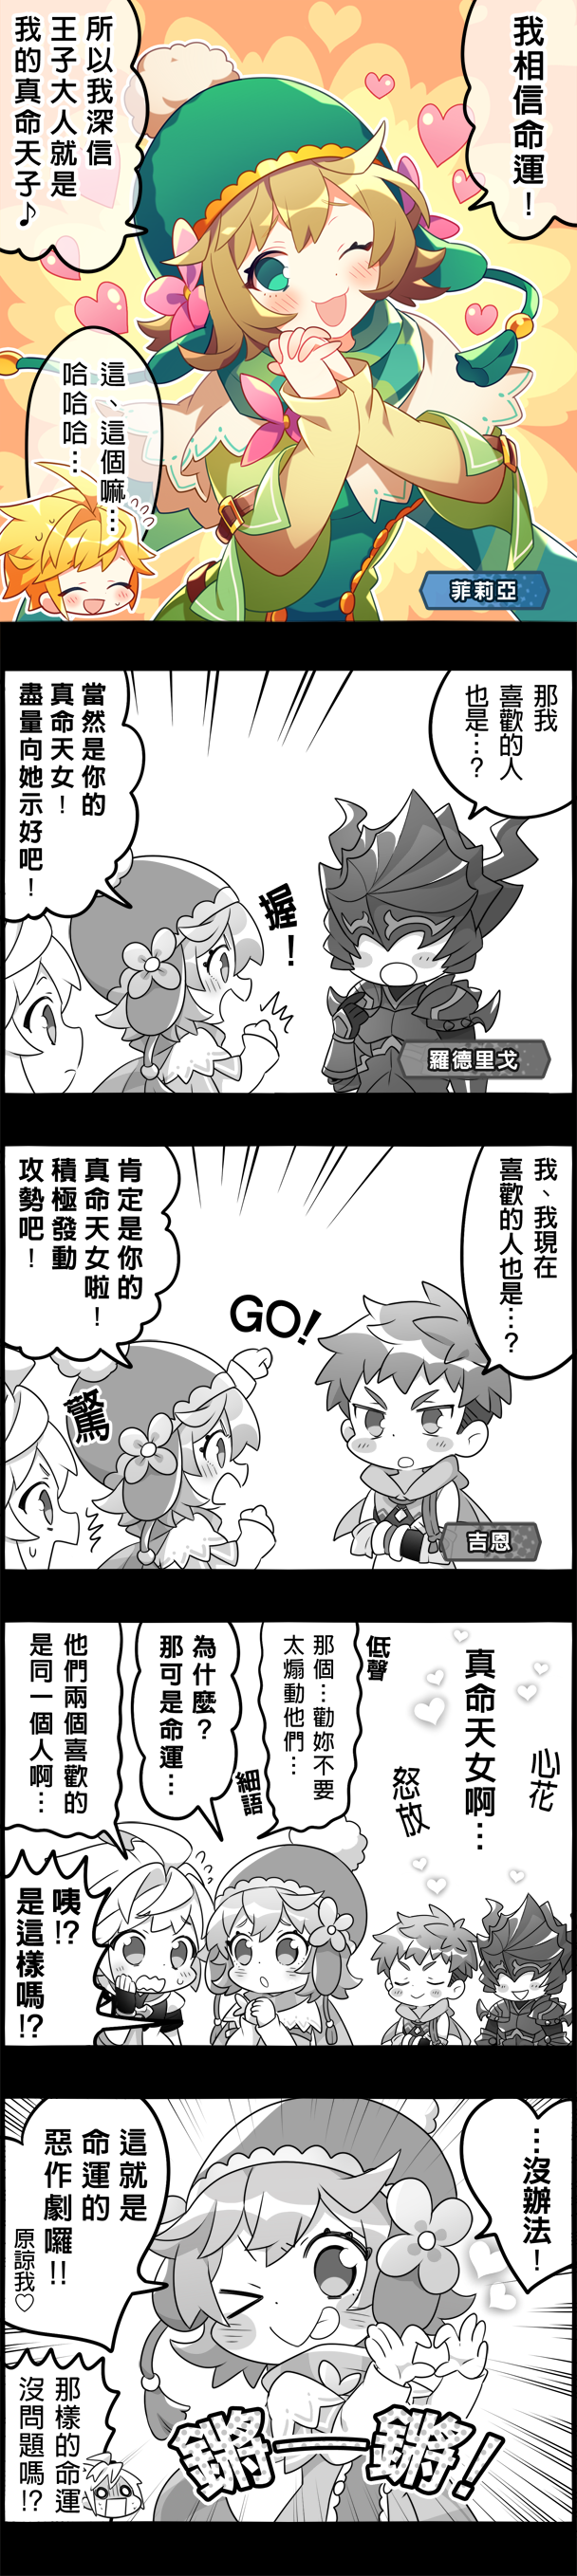 我相信命運！
所以我深信
王子大人就是
我的真命天子♪
這、這個嘛…
哈哈哈…
菲莉亞
那我
喜歡的人
也是…？
當然是你的
真命天女！
盡量向她示好吧！
握！
羅德里戈
我、我現在
喜歡的人也是…？
肯定是你的
真命天女啦！
積極發動
攻勢吧！
GO!
驚
吉恩
真命天女啊…
心花
怒放
低聲
那個…勸妳不要
太煽動他們…
細語
為什麼？
那可是命運…
他們兩個喜歡的
是同一個人啊…
咦!?
是這樣嗎!?
…沒辦法！
這就是
命運的
惡作劇囉!!
原諒我♡
鏘—鏘！
那樣的命運
沒問題嗎!?